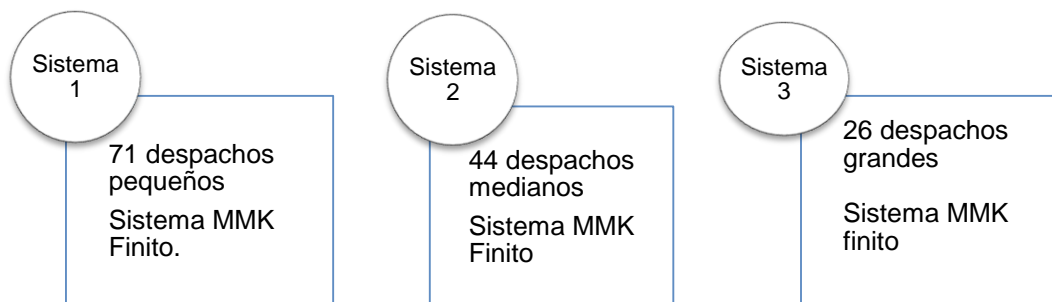 Sistema
1
71 despachos
pequeños
Sistema MMK
Finito.
Sistema
2
44 despachos
medianos
Sistema MMK
Finito
Sistema
3
26 despachos
grandes
Sistema MMK
finito